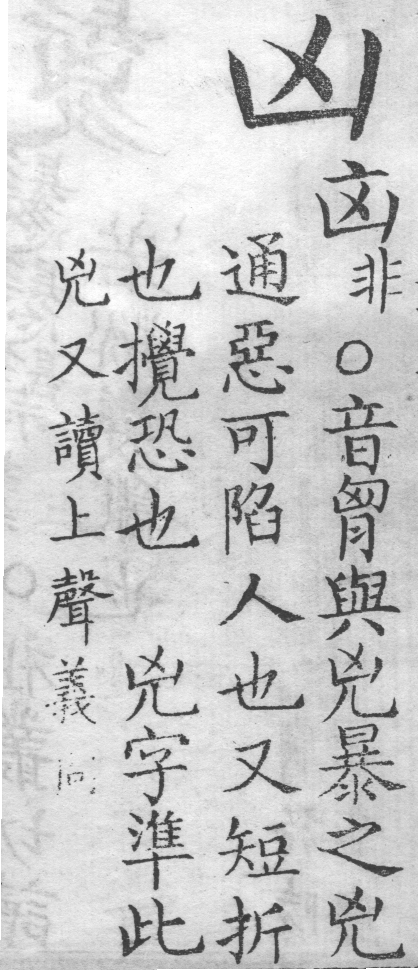 凶
𠧧非○音胷與兇暴之兇
通惡可陷人也又短折
也攪恐也 兇字準此
兇又讀上聲義同